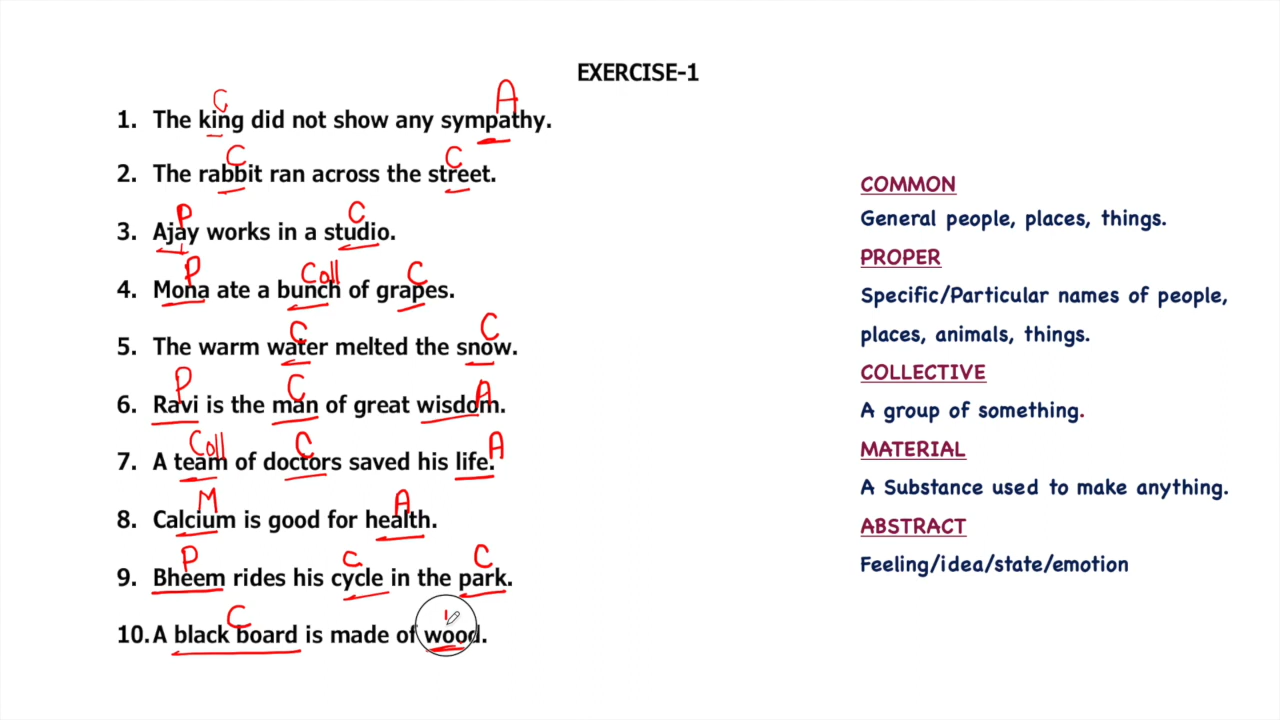 EXERCISE-1
C A
1. The king did not show any sympathy.
C C
2. The rabbit ran across the street.
P C
3. Ajay works in a studio.
P Coll C
4. Mona ate a bunch of grapes.
C C
5. The warm water melted the snow.
P C A
6. Ravi is the man of great wisdom.
Coll C A
7. A team of doctors saved his life.
M A
8. Calcium is good for health.
P C C
9. Bheem rides his cycle in the park.
C
10. A black board is made of wood.
COMMON
General people, places, things.
PROPER
Specific/Particular names of people,
places, animals, things.
COLLECTIVE
A group of something.
MATERIAL
A Substance used to make anything.
ABSTRACT
Feeling/idea/state/emotion